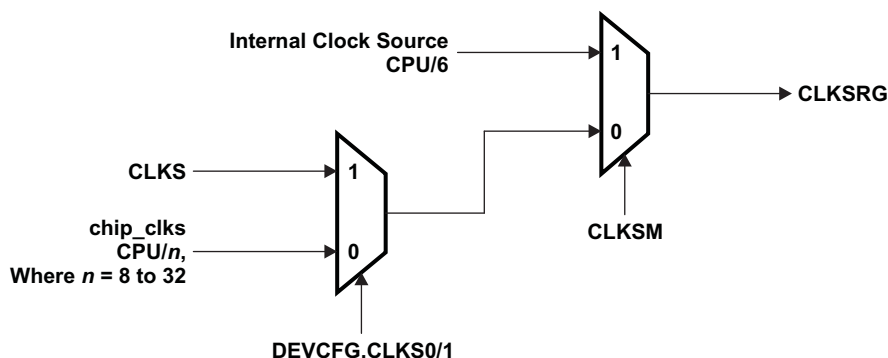 Internal Clock Source
CPU/6
1
CLKSRG
0
CLKS
1
chip_clks
CPU/n,
Where n = 8 to 32
0
CLKSM
DEVCFG.CLKS0/1